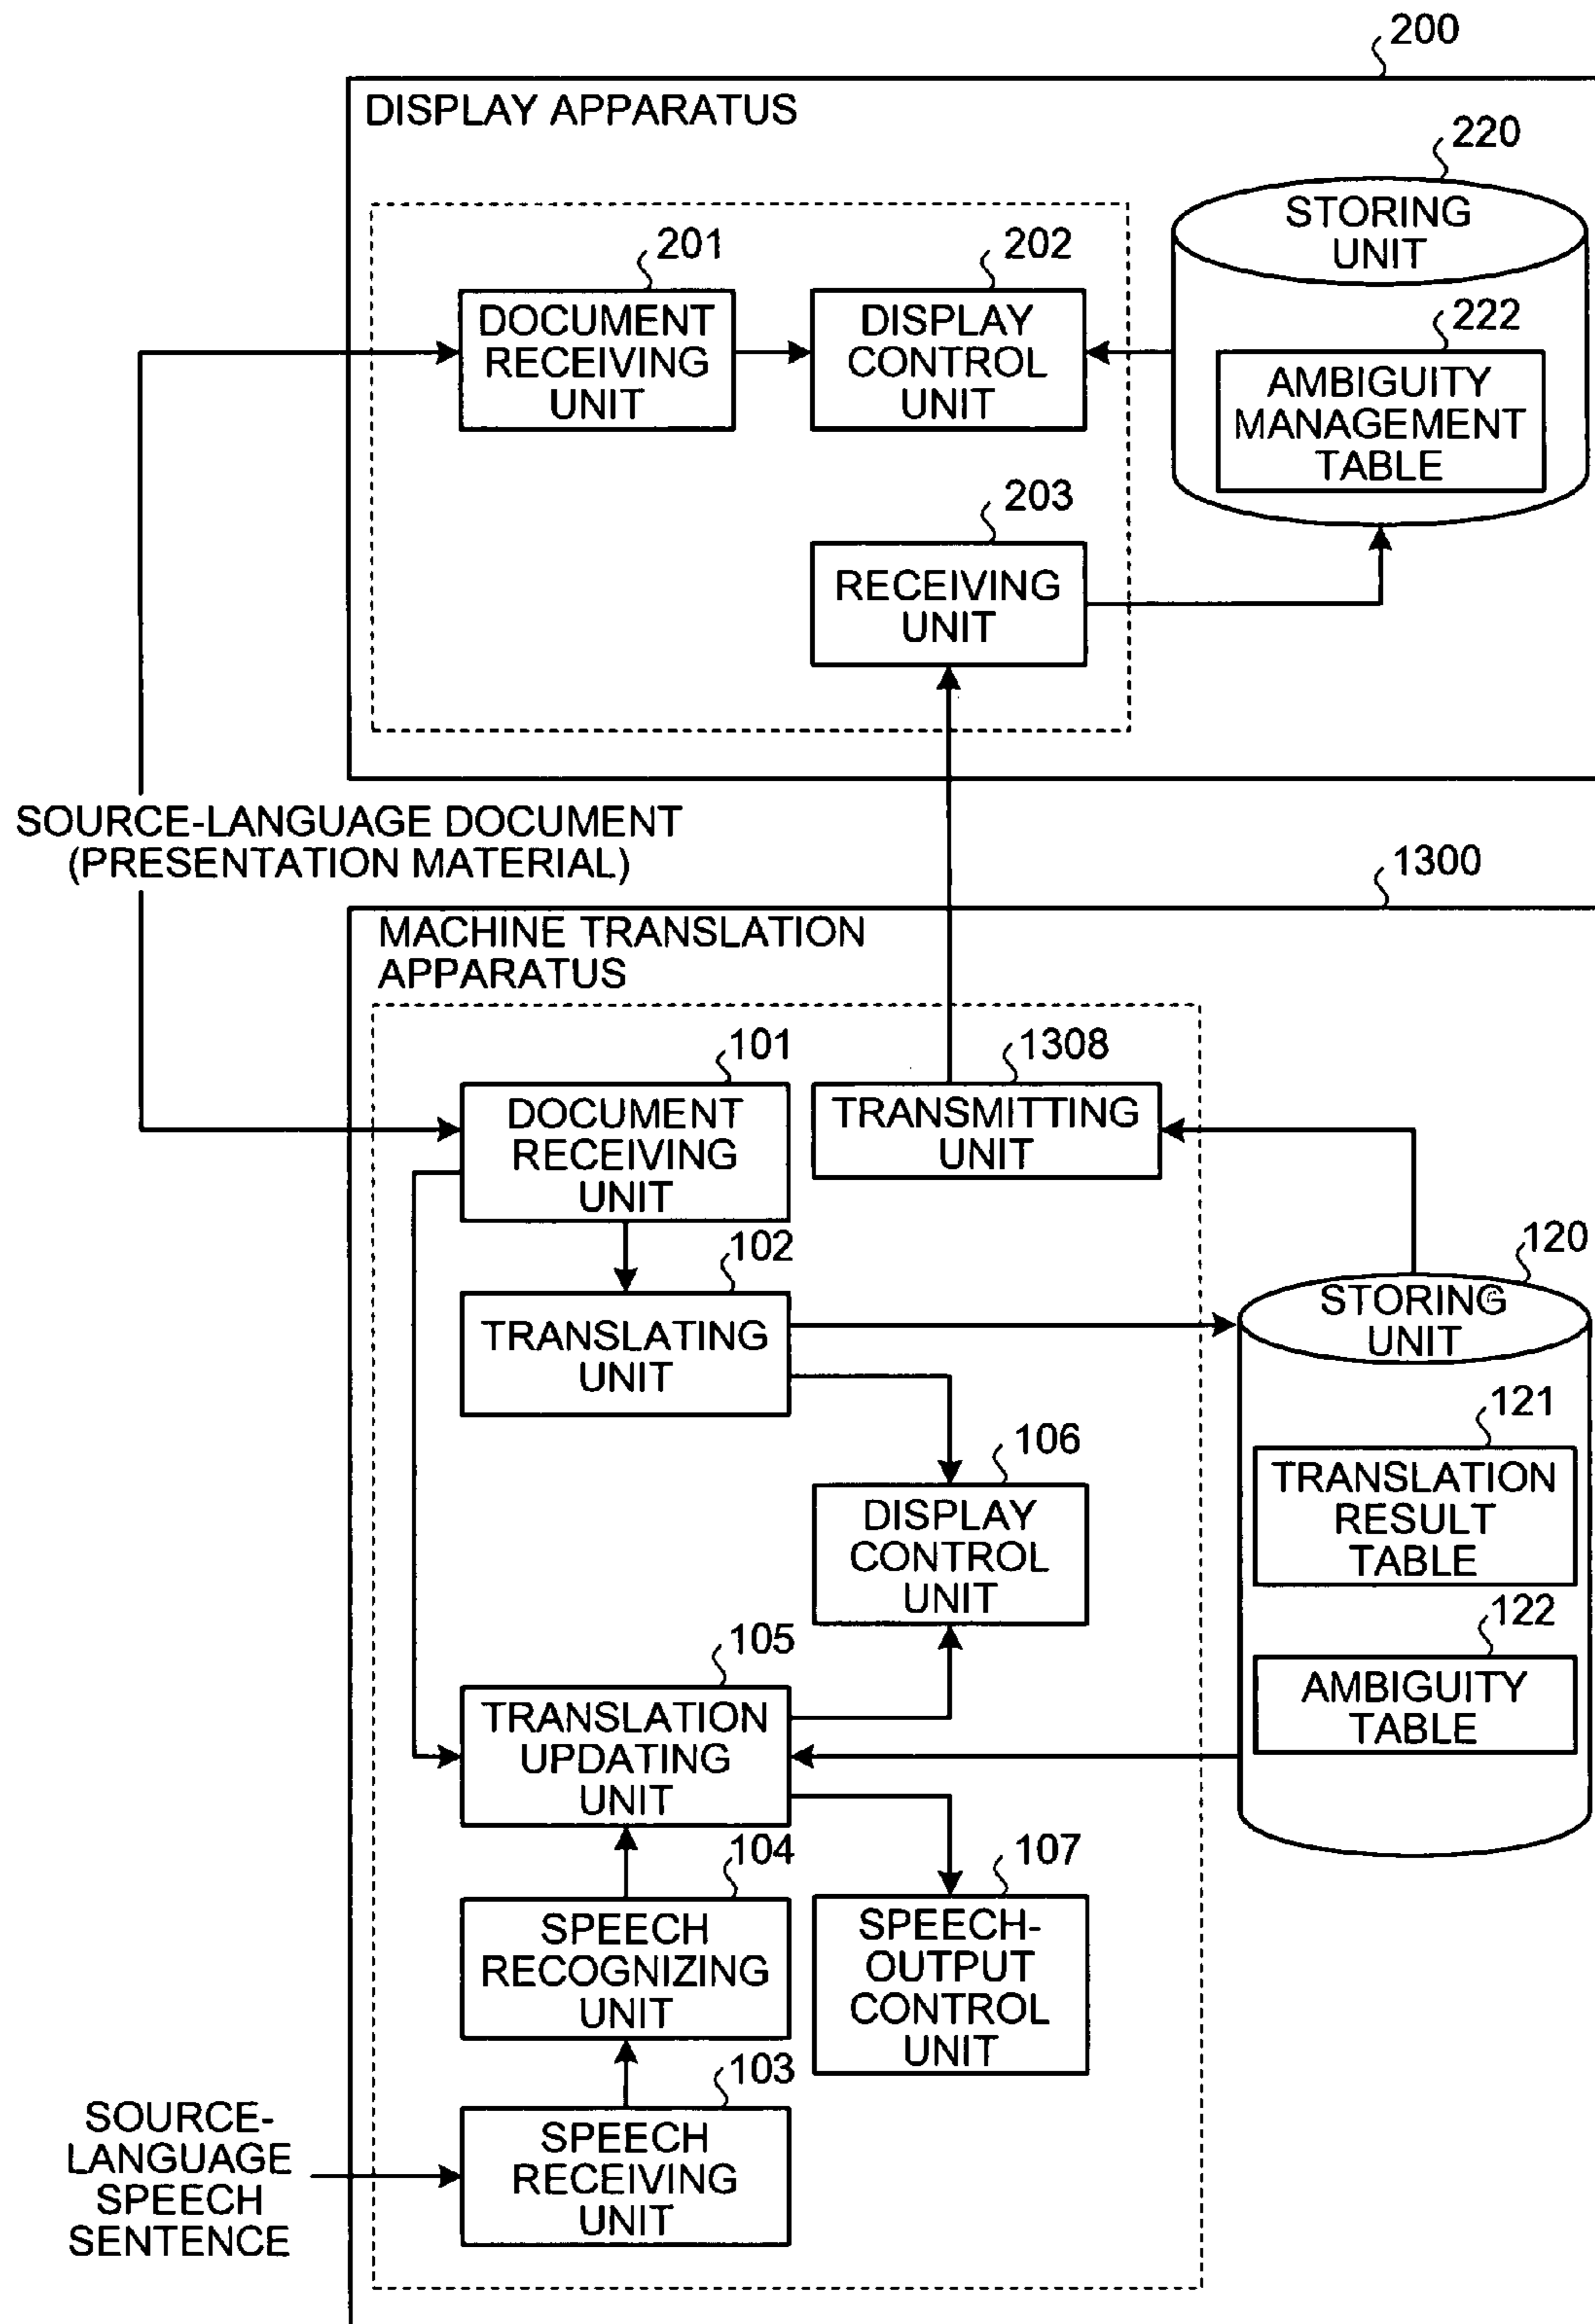 200
DISPLAY APPARATUS
220
STORING
UNIT
201
202
DOCUMENT
RECEIVING
UNIT
DISPLAY
CONTROL
UNIT
222
AMBIGUITY
MANAGEMENT
TABLE
203
RECEIVING
UNIT
SOURCE-LANGUAGE DOCUMENT
(PRESENTATION MATERIAL)
1300
MACHINE TRANSLATION
APPARATUS
101
1308
DOCUMENT
RECEIVING
UNIT
TRANSMITTING
UNIT
102
120
TRANSLATING
UNIT
STORING
UNIT
121
TRANSLATION
RESULT
TABLE
106
DISPLAY
CONTROL
UNIT
122
AMBIGUITY
TABLE
105
TRANSLATION
UPDATING
UNIT
104
107
SPEECH
RECOGNIZING
UNIT
SPEECH-
OUTPUT
CONTROL
UNIT
103
SOURCE-
LANGUAGE
SPEECH
SENTENCE
SPEECH
RECEIVING
UNIT